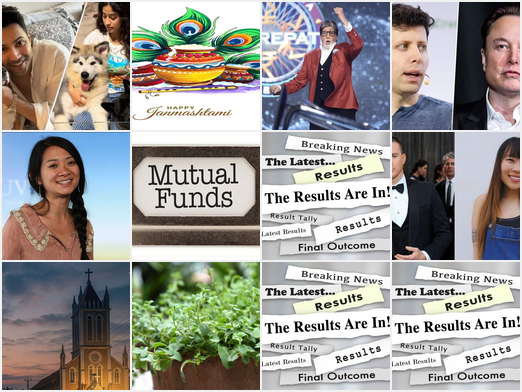 HAPPY
Janmashtami
REPAT
Mutual
Funds
Breaking News
The Latest...
Results
The Results Are In!
Result Tally
Latest Results
Results
Final Outcome
Breaking News
The Latest...
Results
The Results Are In!
Result Tally
Latest Results
Results
Final Outcome
Breaking News
The Latest...
Results
The Results Are In!
Result Tally
Latest Results
Results
Final Outcome